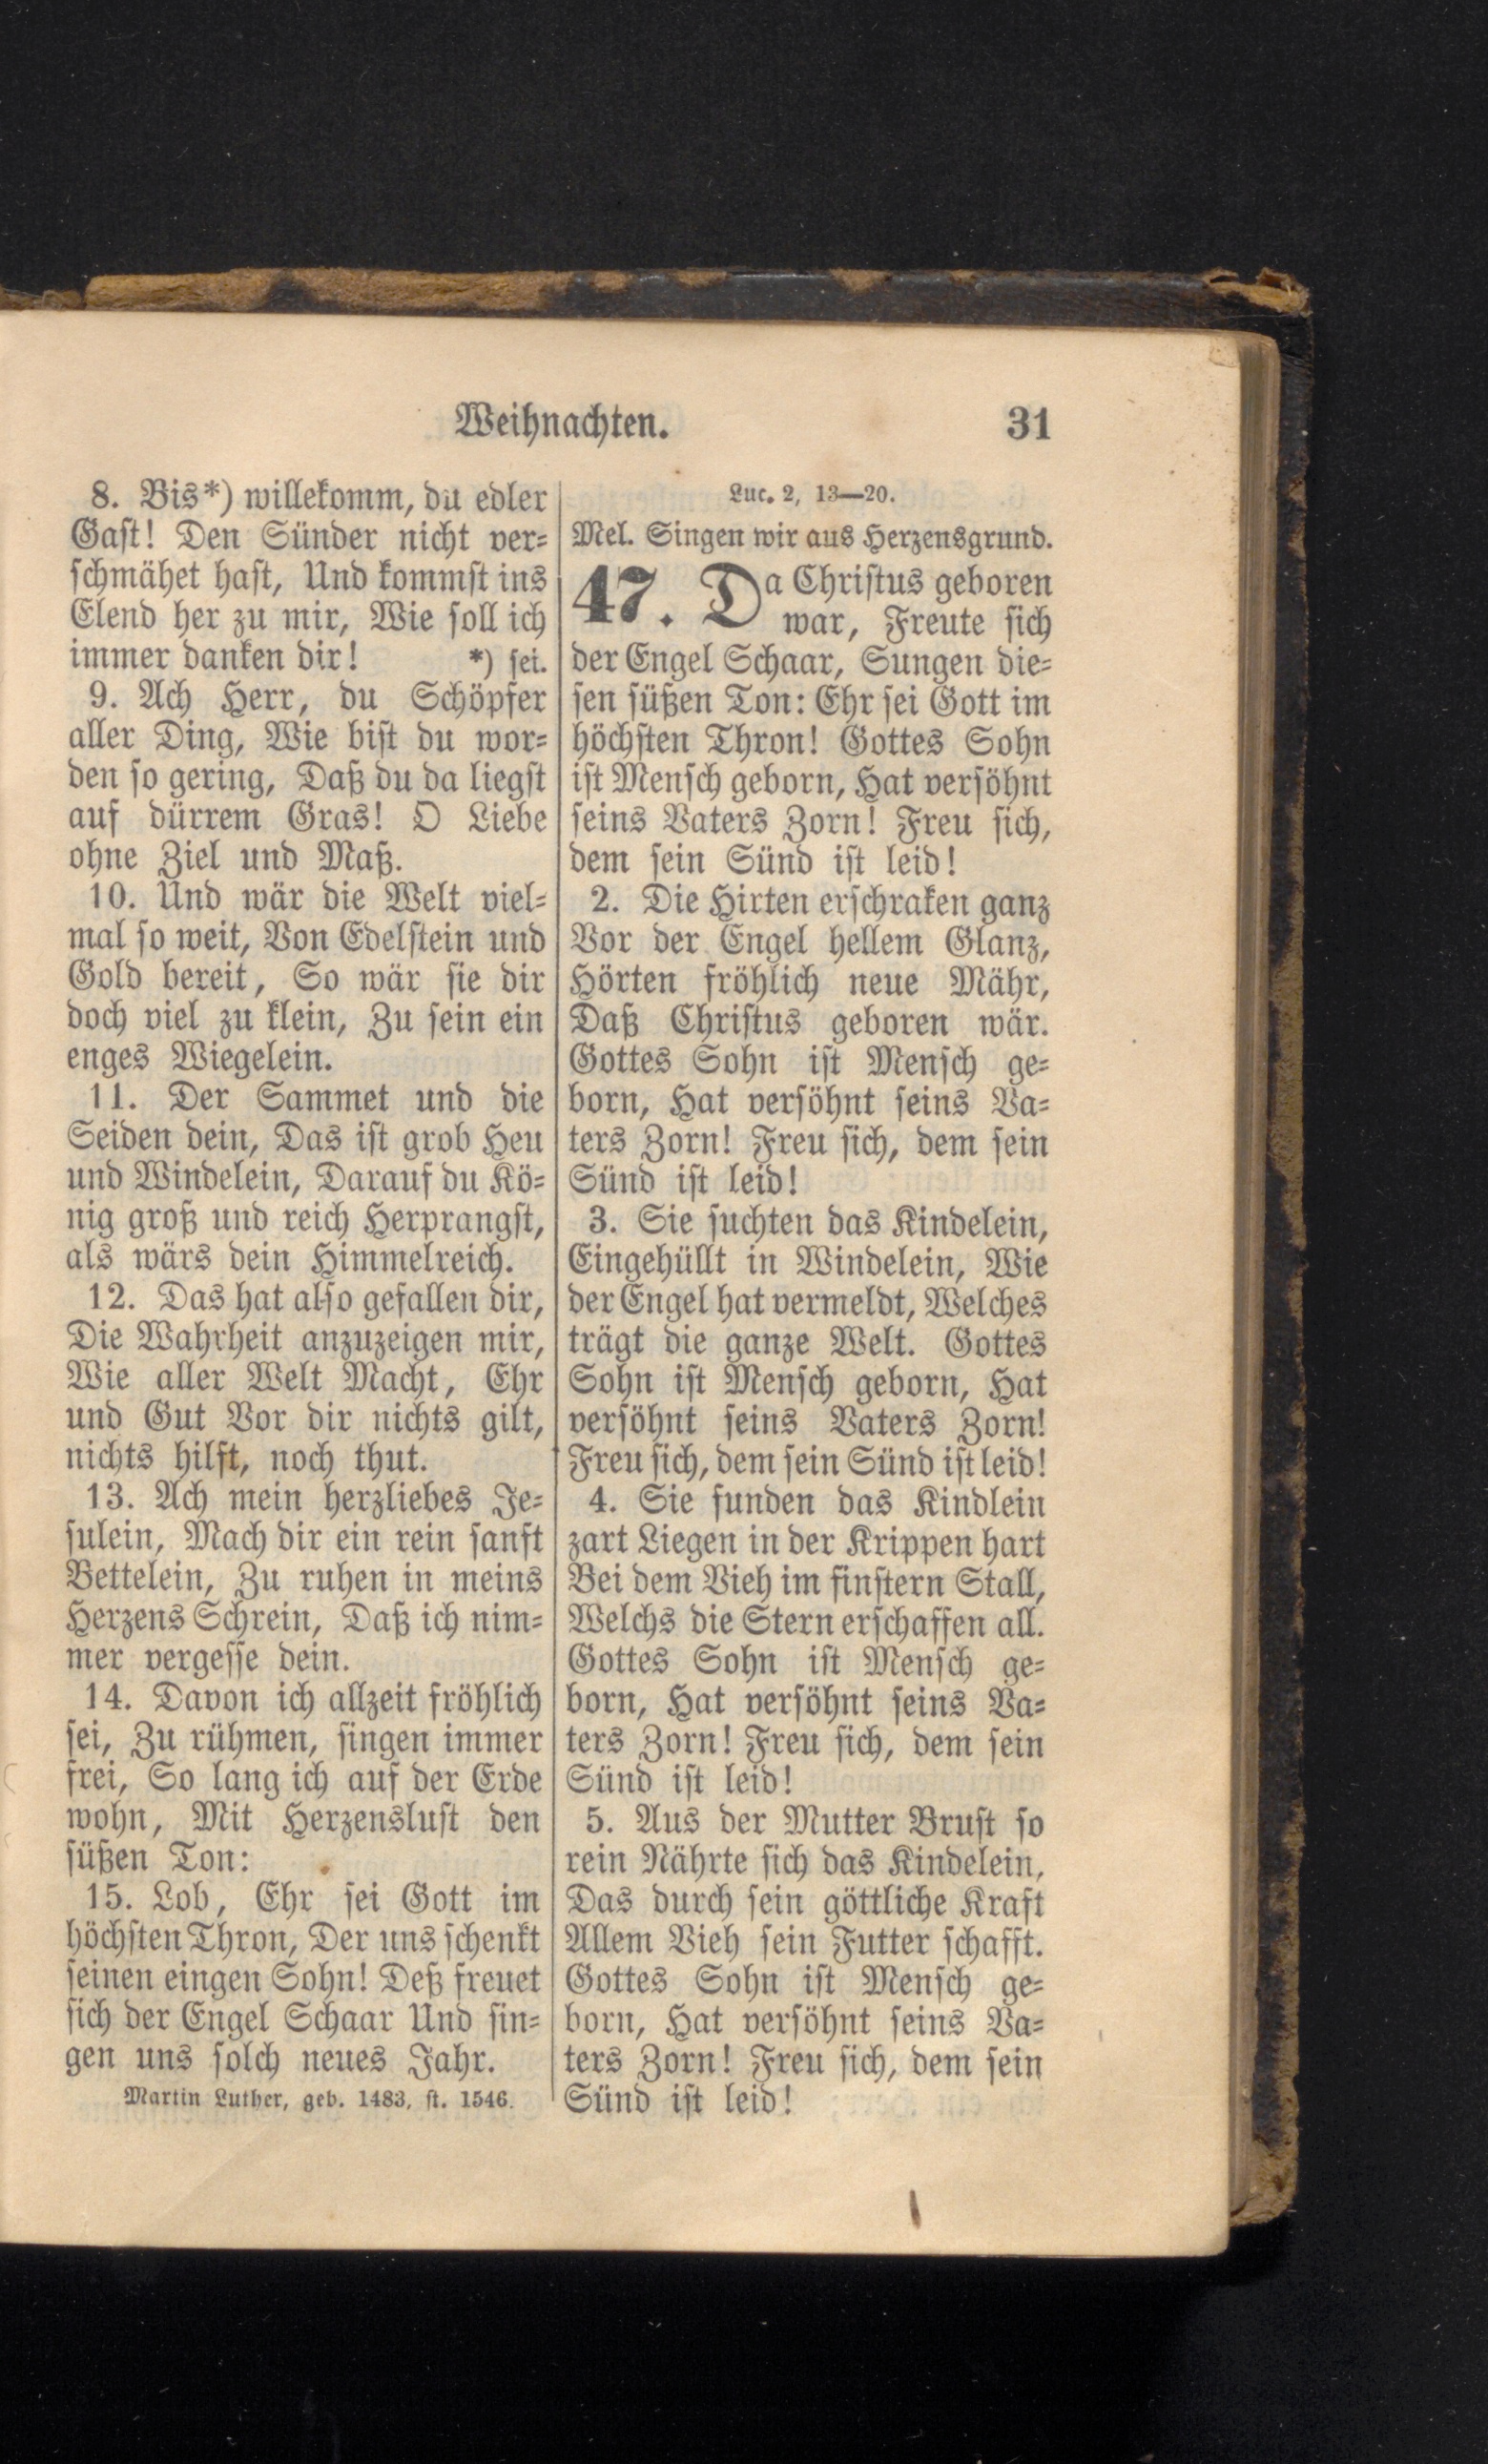 Weihnachten.
31
8. Bis*) willekomm, du edler
Gast! Den Sünder nicht ver=
schmähet hast, Und kommst ins
Elend her zu mir, Wie soll ich
immer danken dir! *) sei.
9. Ach Herr, du Schöpfer
aller Ding, Wie bist du wor=
den so gering, Daß du da liegst
auf dürrem Gras! O Liebe
ohne Ziel und Maß.
10. Und wär die Welt viel=
mal so weit, Von Edelstein und
Gold bereit, So wär sie dir
doch viel zu klein, Zu sein ein
enges Wiegelein.
11. Der Sammet und die
Seiden dein, Das ist grob Heu
und Windelein, Darauf du Kö=
nig groß und reich Herprangst,
als wärs dein Himmelreich.
12. Das hat also gefallen dir,
Die Wahrheit anzuzeigen mir,
Wie aller Welt Macht, Ehr
und Gut Vor dir nichts gilt,
nichts hilft, noch thut.
13. Ach mein herzliebes Je=
sulein, Mach dir ein rein sanft
Bettelein, Zu ruhen in meins
Herzens Schrein, Daß ich nim=
mer vergesse dein.
14. Davon ich allzeit fröhlich
sei, Zu rühmen, singen immer
frei, So lang ich auf der Erde
wohn, Mit Herzenslust den
süßen Ton:
15. Lob, Ehr sei Gott im
höchsten Thron, Der uns schenkt
seinen eingen Sohn! Deß freuet
sich der Engel Schaar Und sin=
gen uns solch neues Jahr.
Martin Luther, geb. 1483, st. 1546.
Luc. 2, 13—20.
Mel. Singen wir aus Herzensgrund.
47. Da Christus geboren
war, Freute sich
der Engel Schaar, Sungen die=
sen süßen Ton: Ehr sei Gott im
höchsten Thron! Gottes Sohn
ist Mensch geborn, Hat versöhnt
seins Vaters Zorn! Freu sich,
dem sein Sünd ist leid!
2. Die Hirten erschraken ganz
Vor der Engel hellem Glanz,
Hörten fröhlich neue Mähr,
Daß Christus geboren wär.
Gottes Sohn ist Mensch ge=
born, Hat versöhnt seins Va=
ters Zorn! Freu sich, dem sein
Sünd ist leid!
3. Sie suchten das Kindelein,
Eingehüllt in Windelein, Wie
der Engel hat vermeldt, Welches
trägt die ganze Welt. Gottes
Sohn ist Mensch geborn, Hat
versöhnt seins Vaters Zorn!
Freu sich, dem sein Sünd ist leid!
4. Sie funden das Kindlein
zart Liegen in der Krippen hart
Bei dem Vieh im finstern Stall,
Welchs die Stern erschaffen all.
Gottes Sohn ist Mensch ge=
born, Hat versöhnt seins Va=
ters Zorn! Freu sich, dem sein
Sünd ist leid!
5. Aus der Mutter Brust so
rein Nährte sich das Kindelein,
Das durch sein göttliche Kraft
Allem Vieh sein Futter schafft.
Gottes Sohn ist Mensch ge=
born, Hat versöhnt seins Va=
ters Zorn! Freu sich, dem sein
Sünd ist leid!